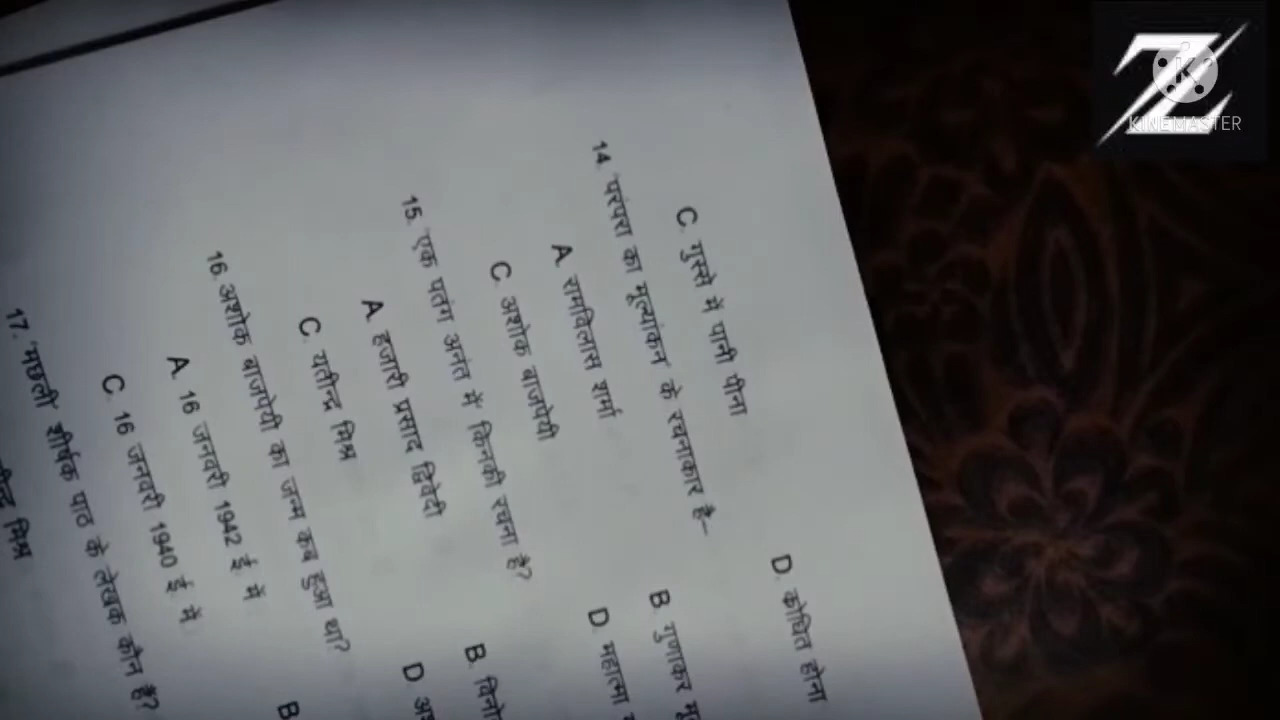 C. गुस्से में पानी पीना D. क्रोधित होना
14. 'परंपरा का मूल्यांकन' के रचनाकार है–
A. रामविलास शर्मा B. गुणाकर
C. अशोक बाजपेयी D. महात्मा
15. 'एक पतंग अनंत में' किनकी रचना है?
A. हजारी प्रसाद द्विवेदी B.
C. यतीन्द्र मिश्र D.
16. अशोक बाजपेयी का जन्म कब हुआ था?
A. 16 जनवरी 1942 ई. में B
C. 16 जनवरी 1940 ई. में
17. 'मछली' शीर्षक पाठ के लेखक कौन हैं?
मिश्र
Z
KINEMASTER